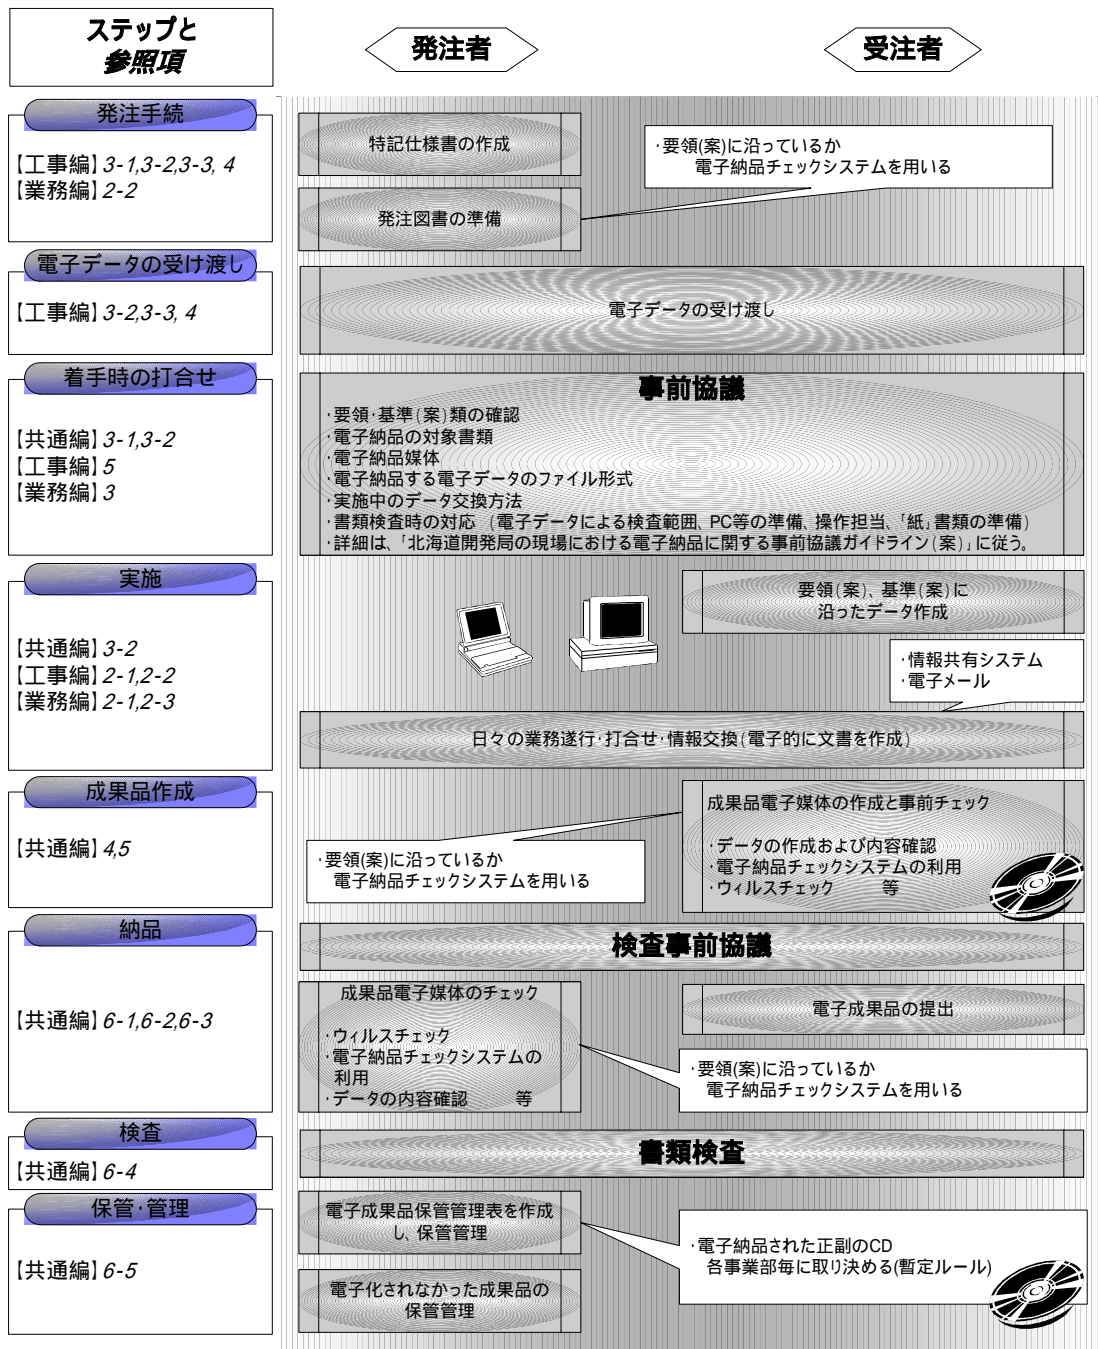 ステップと
参照項
発注者
受注者
発注手続
【工事編】3-1,3-2,3-3, 4
【業務編】2-2
特記仕様書の作成
発注図書の準備
・要領(案)に沿っているか
電子納品チェックシステムを用いる
電子データの受け渡し
【工事編】3-2,3-3, 4
電子データの受け渡し
着手時の打合せ
【共通編】3-1,3-2
【工事編】5
【業務編】3
事前協議
・要領・基準(案)類の確認
・電子納品の対象書類
・電子納品媒体
・電子納品する電子データのファイル形式
・実施中のデータ交換方法
・書類検査時の対応 (電子データによる検査範囲、PC等の準備、操作担当、「紙」書類の準備)
・詳細は、「北海道開発局の現場における電子納品に関する事前協議ガイドライン(案)」に従う。
実施
【共通編】3-2
【工事編】2-1,2-2
【業務編】2-1,2-3
要領(案)、基準(案)に
沿ったデータ作成
・情報共有システム
・電子メール
日々の業務遂行・打合せ・情報交換(電子的に文書を作成)
成果品作成
【共通編】4,5
・要領(案)に沿っているか
電子納品チェックシステムを用いる
成果品電子媒体の作成と事前チェック
・データの作成および内容確認
・電子納品チェックシステムの利用
・ウィルスチェック 等
納品
【共通編】6-1,6-2,6-3
検査事前協議
成果品電子媒体のチェック
・ウィルスチェック
・電子納品チェックシステムの
利用
・データの内容確認 等
電子成果品の提出
・要領(案)に沿っているか
電子納品チェックシステムを用いる
検査
【共通編】6-4
書類検査
保管・管理
【共通編】6-5
電子成果品保管管理表を作成
し、保管管理
電子化されなかった成果品の
保管管理
・電子納品された正副のCD
各事業部毎に取り決める(暫定ルール)